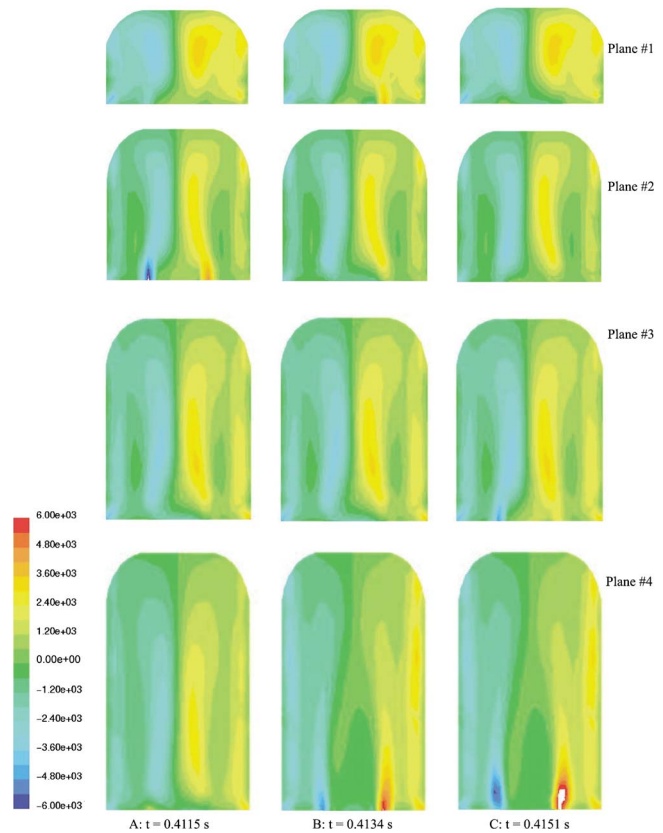 Plane #1
Plane #2
Plane #3
Plane #4
6.00e+03
4.80e+03
3.60e+03
2.40e+03
1.20e+03
0.00e+00
−1.20e+03
−2.40e+03
−3.60e+03
−4.80e+03
−6.00e+03
A: t = 0.4115 s
B: t = 0.4134 s
C: t = 0.4151 s